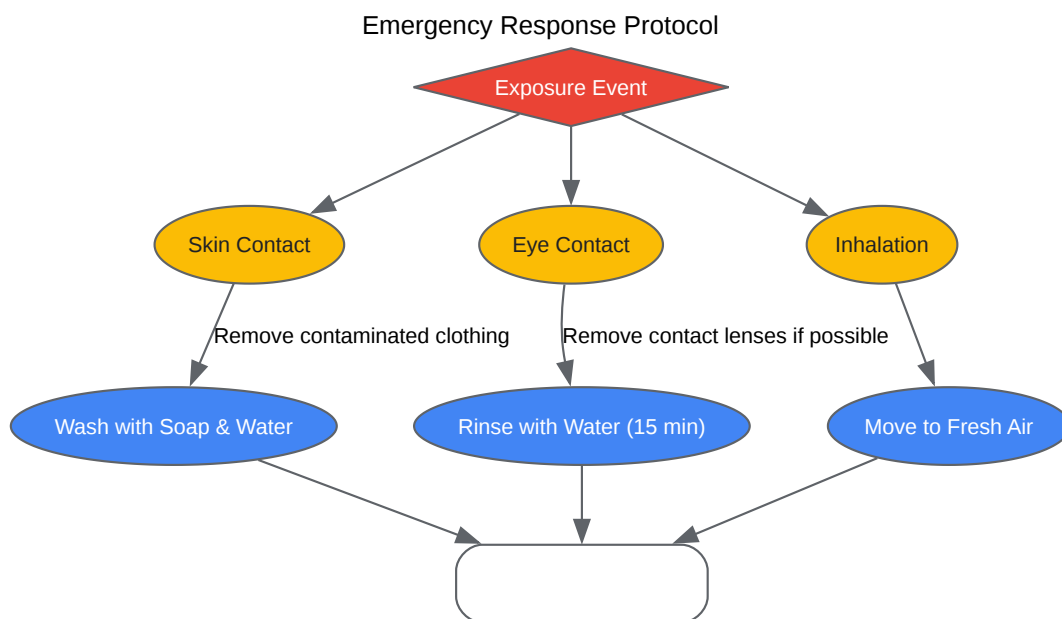 Emergency Response Protocol
Exposure Event
Skin Contact
Eye Contact
Inhalation
Remove contaminated clothing
Remove contact lenses if possible
Wash with Soap & Water
Rinse with Water (15 min)
Move to Fresh Air